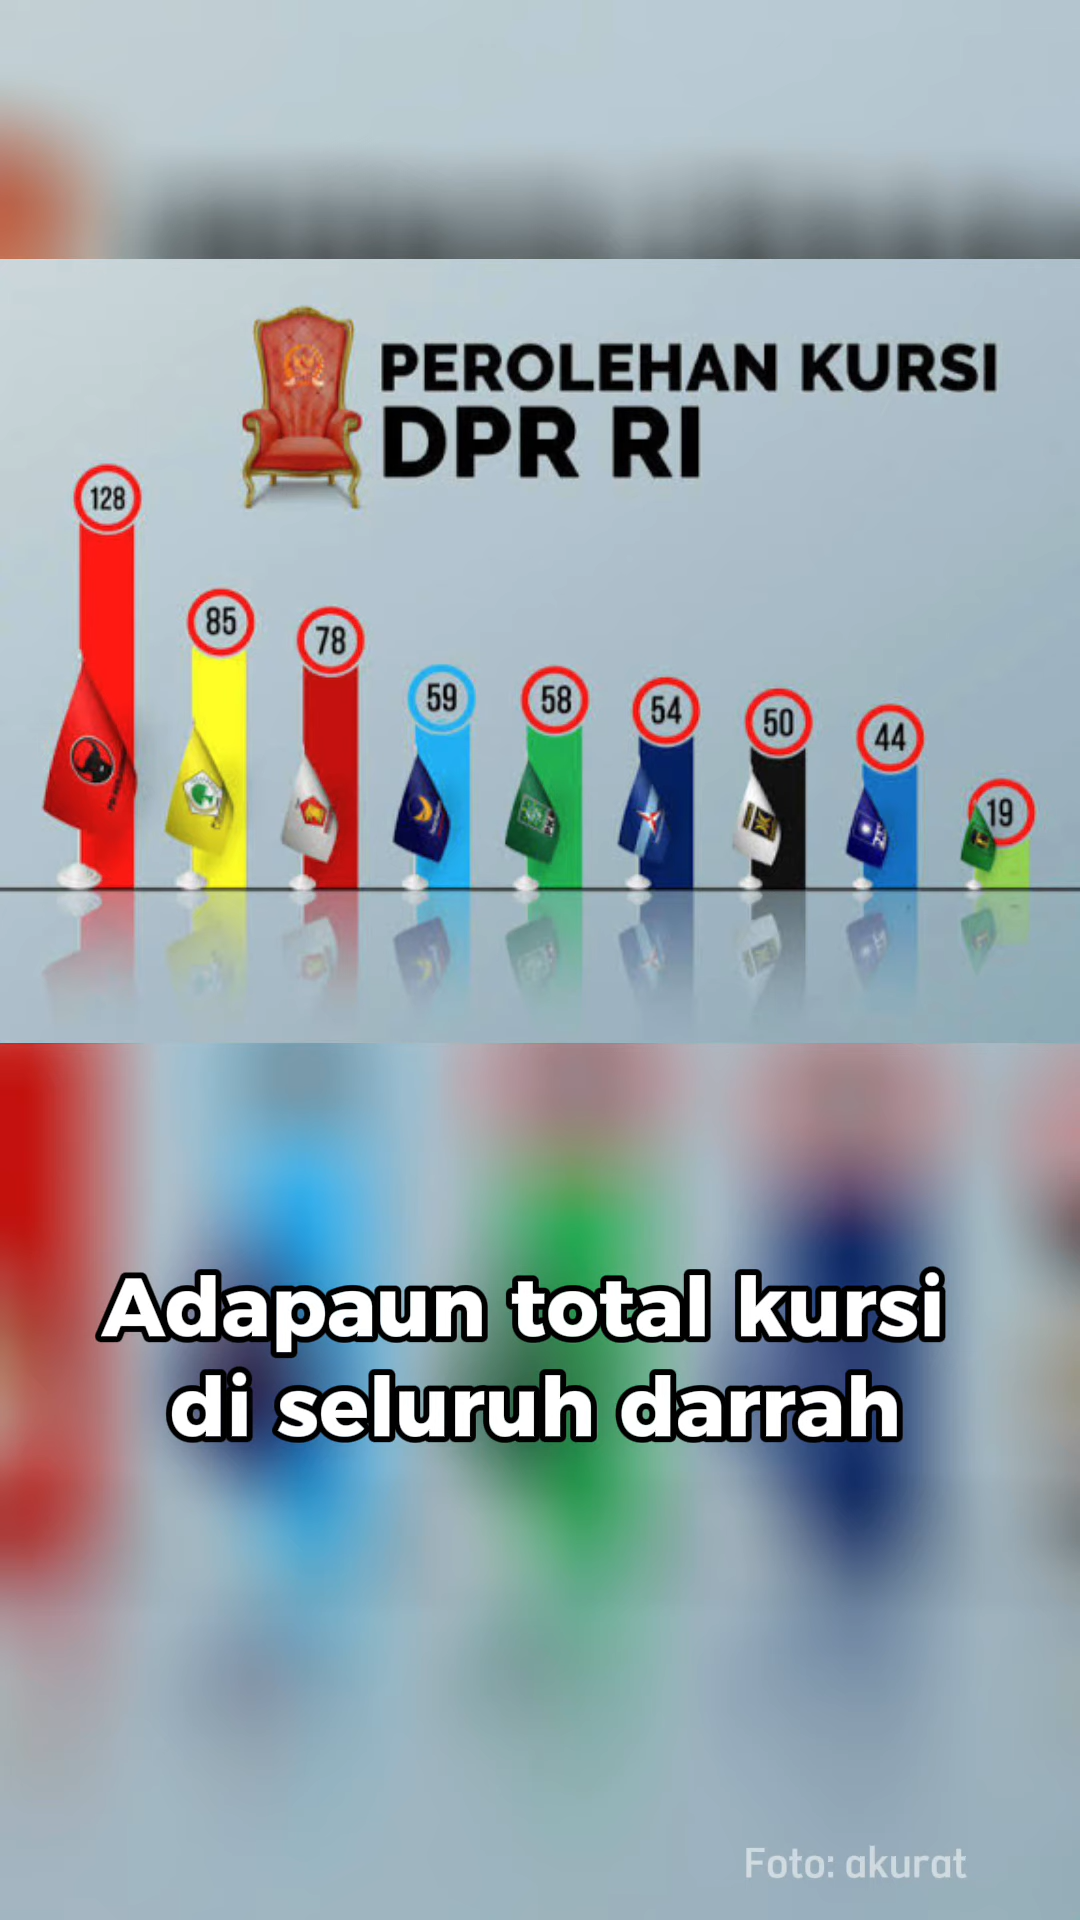 PEROLEHAN KURSI
DPR RI
128
85
78
59
58
54
50
44
19
Adapaun total kursi
di seluruh darrah
Foto: akurat